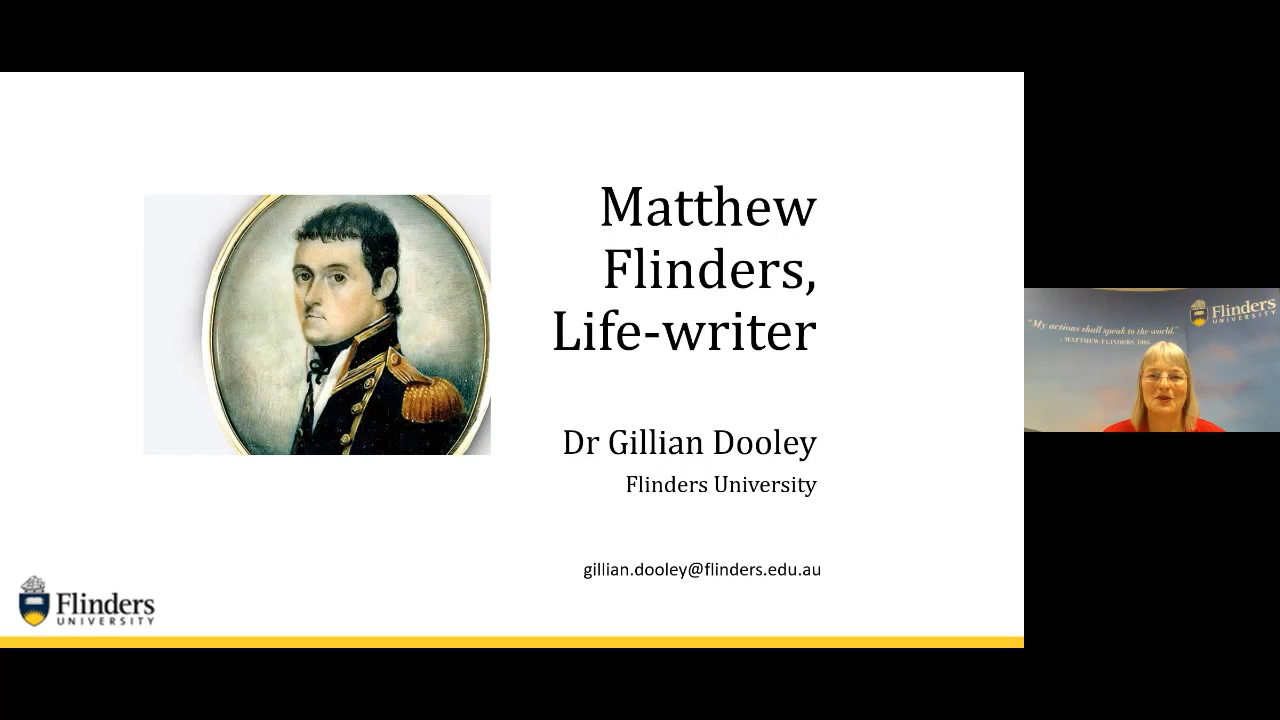 Matthew
Flinders,
Life-writer
Dr Gillian Dooley
Flinders University
gillian.dooley@flinders.edu.au
Flinders
UNIVERSITY
Flinders
UNIVERSITY
"My actions shall speak to the world."
- MATTHEW FLINDERS, 1804